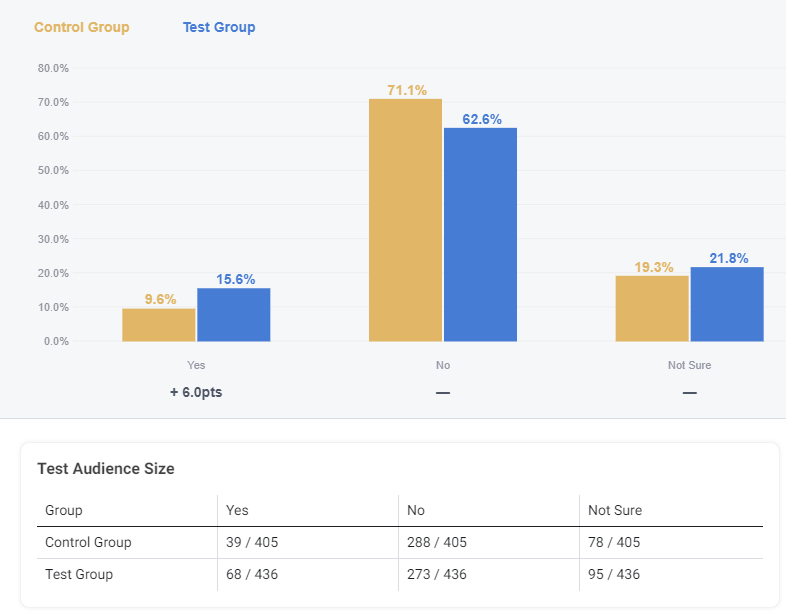 Control Group Test Group
80.0%
70.0%
71.1%
62.6%
60.0%
50.0%
40.0%
30.0%
20.0%
9.6%
15.6%
19.3%
21.8%
10.0%
0.0%
Yes No Not Sure
+ 6.0pts — —
Test Audience Size
Group Yes No Not Sure
Control Group 39 / 405 288 / 405 78 / 405
Test Group 68 / 436 273 / 436 95 / 436